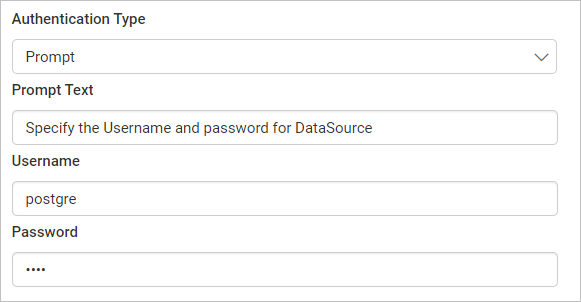 Authentication Type
Prompt
Prompt Text
Specify the Username and password for DataSource
Username
postgre
Password
••••